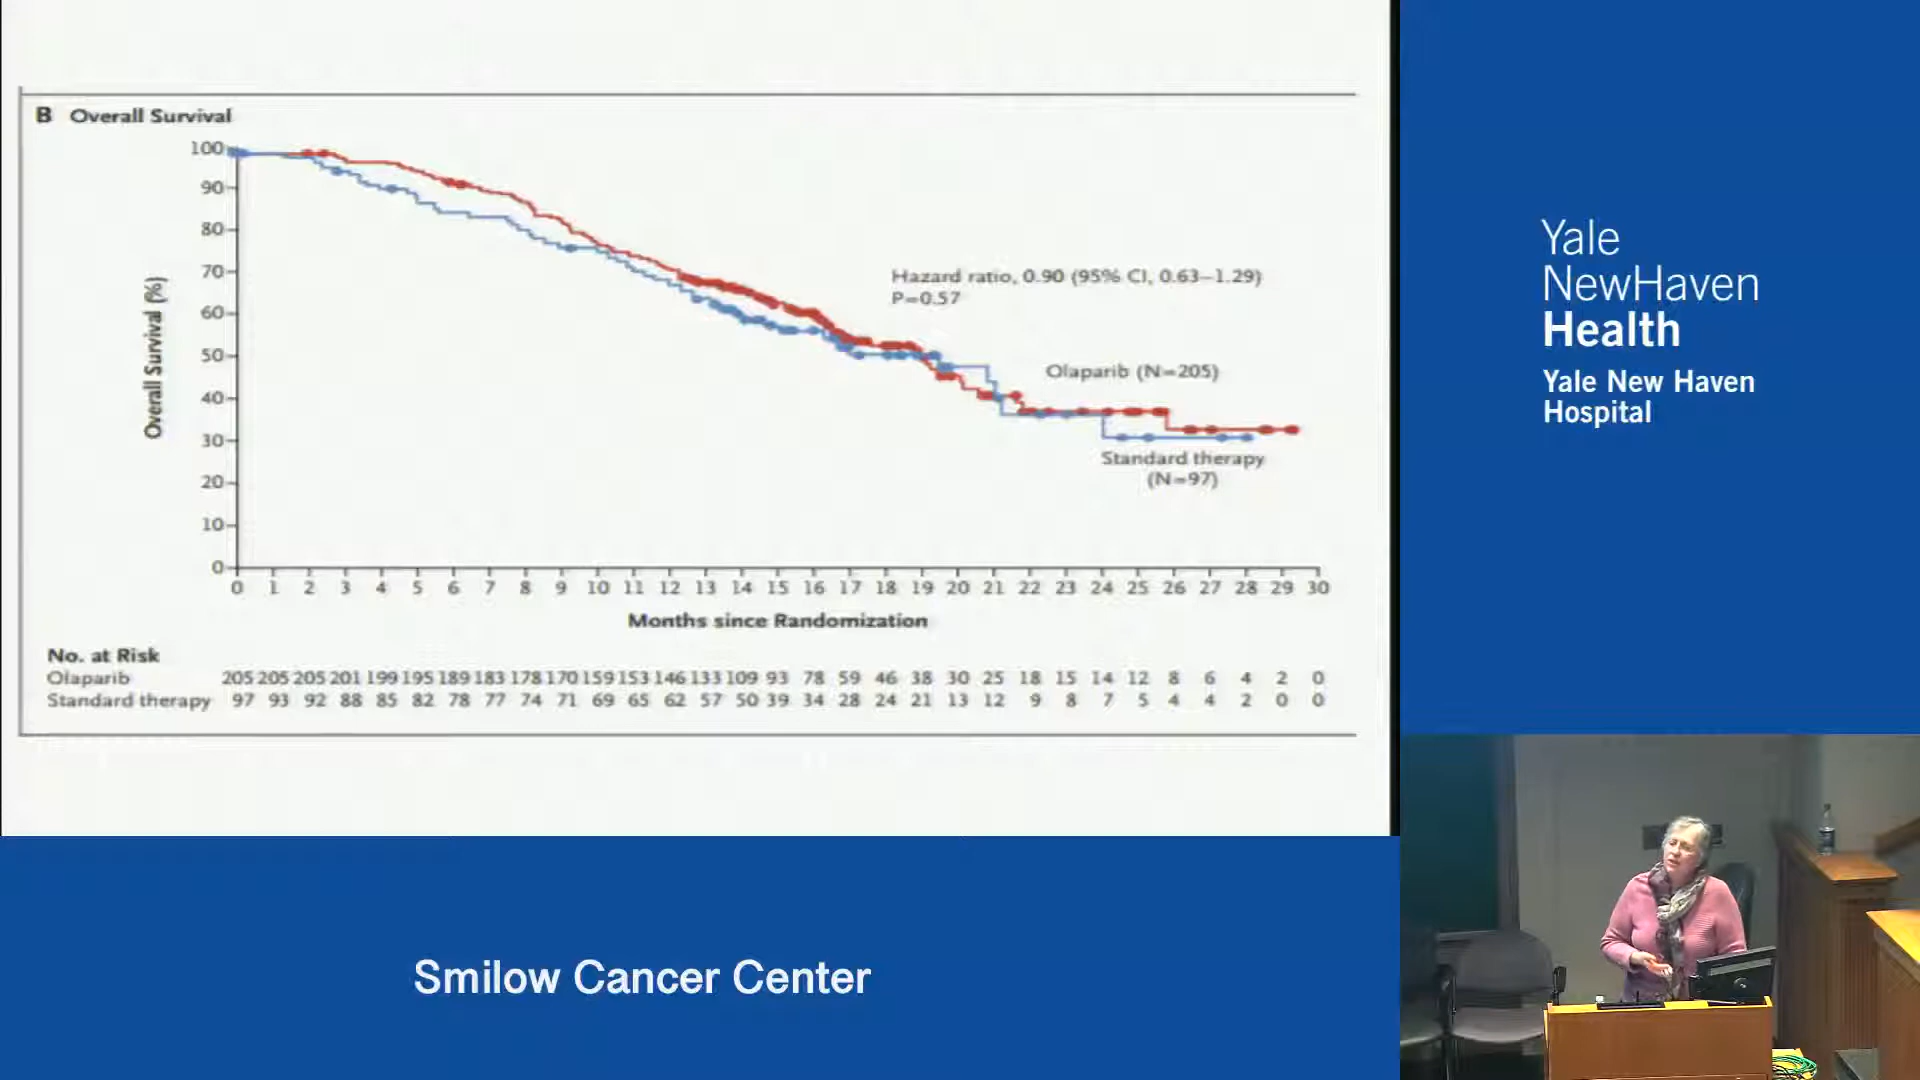 B Overall Survival
100
90
80
70
60
50
40
30
20
10
0
Overall Survival (%)
Hazard ratio, 0.90 (95% CI, 0.63–1.29)
P=0.57
Olaparib (N=205)
Standard therapy
(N=97)
0 1 2 3 4 5 6 7 8 9 10 11 12 13 14 15 16 17 18 19 20 21 22 23 24 25 26 27 28 29 30
Months since Randomization
No. at Risk
Olaparib 205 205 205 201 199 195 189 183 178 170 159 153 146 133 109 93 78 59 46 38 30 25 18 15 14 12 8 6 4 2 0
Standard therapy 97 93 92 88 85 82 78 77 74 71 69 65 62 57 50 39 34 28 24 21 13 12 9 8 7 5 4 4 2 0 0
Yale
NewHaven
Health
Yale New Haven
Hospital
Smilow Cancer Center